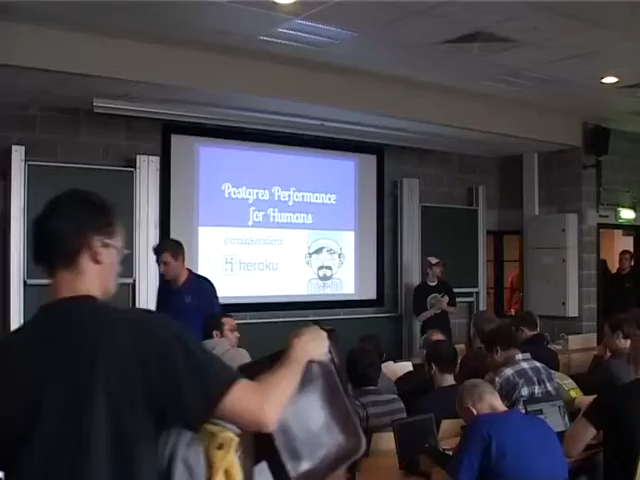 Postgres Performance
for Humans
@craigkerstiens
heroku